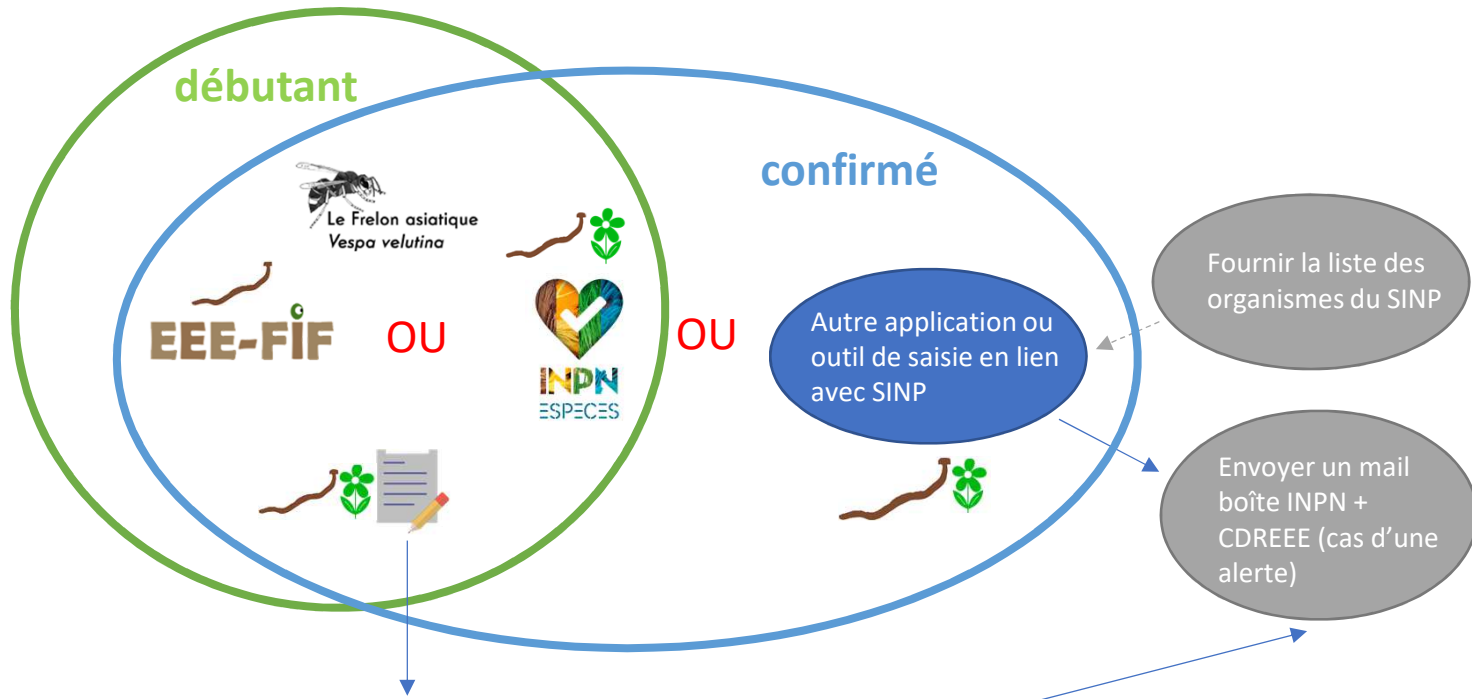 débutant
confirmé
Le Frelon asiatique
Vespa velutina
EEE-FiF
OU
INPN
ESPECES
OU
Autre application ou
outil de saisie en lien
avec SINP
Fournir la liste des
organismes du SINP
Envoyer un mail
boîte INPN +
CDREEE (cas d’une
alerte)